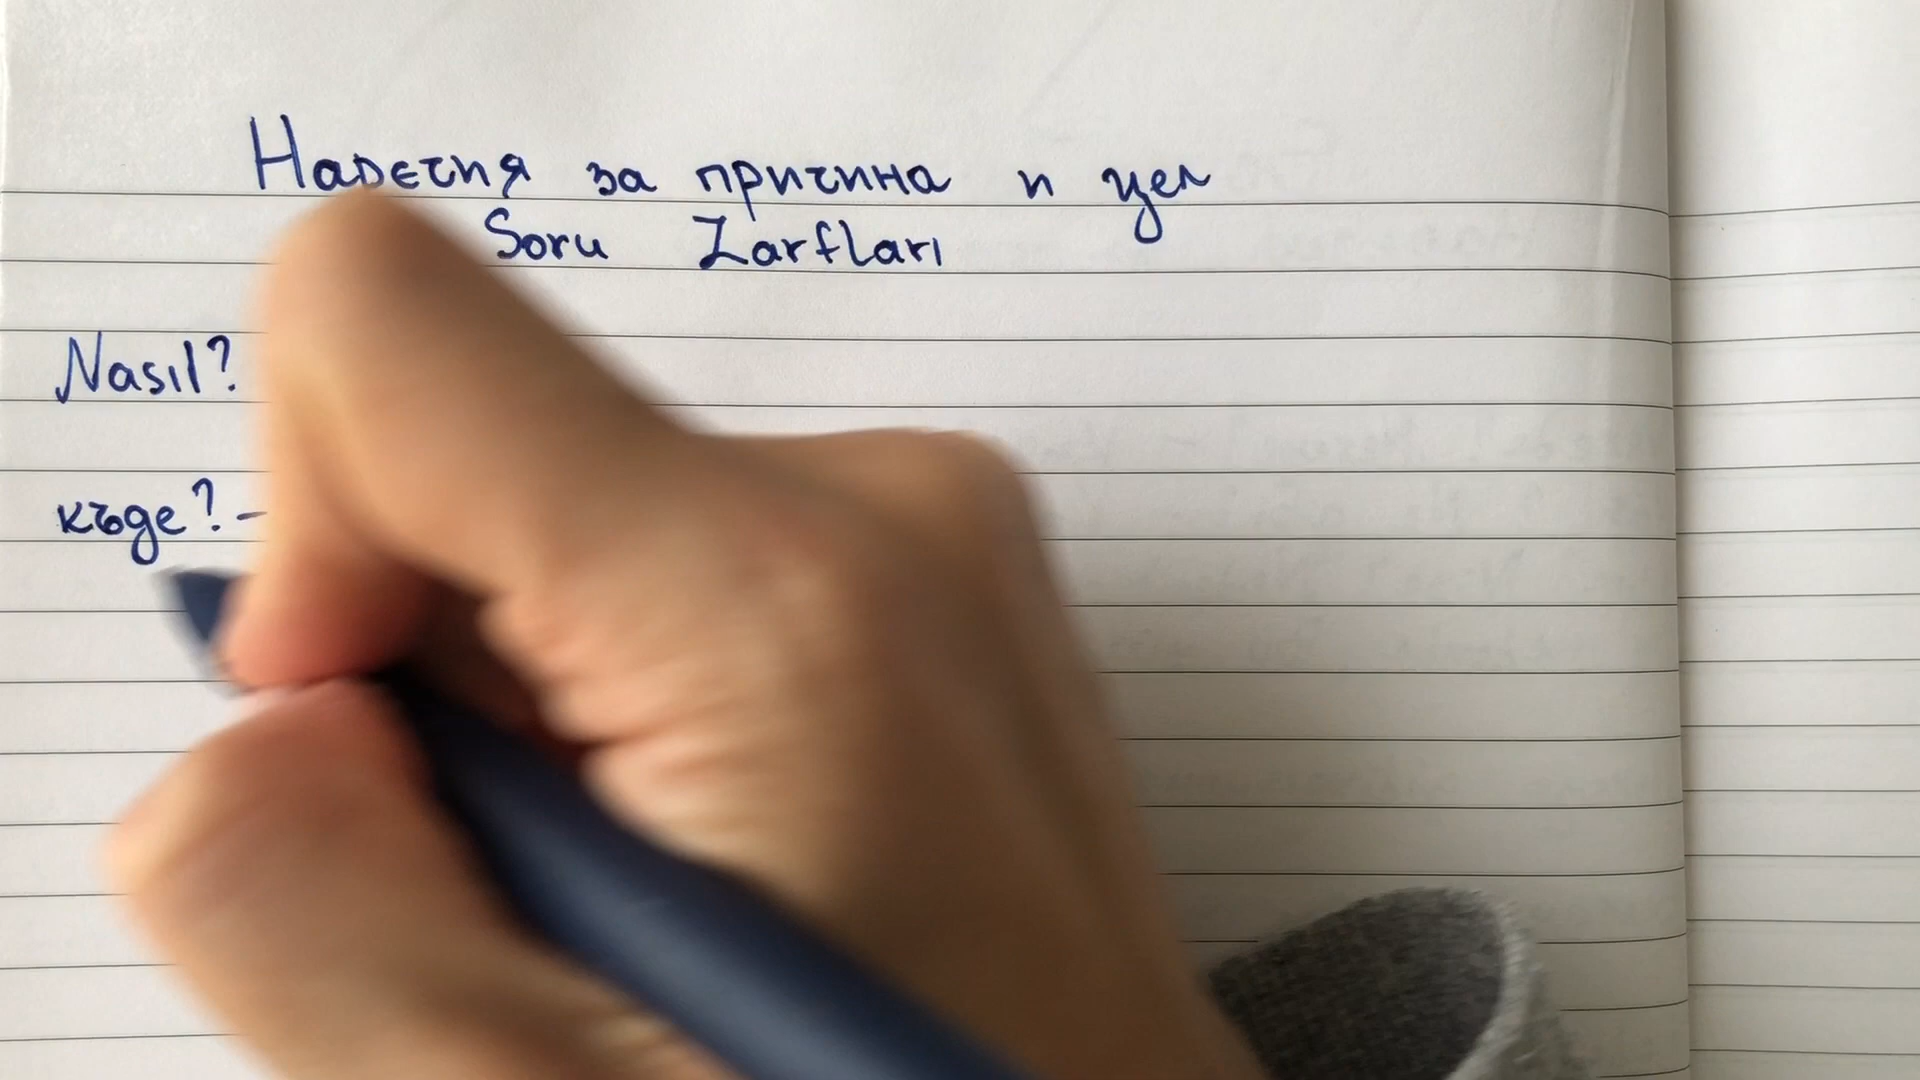 Наречия за причина и цел
Soru Zarfları
Nasıl?
къде? -